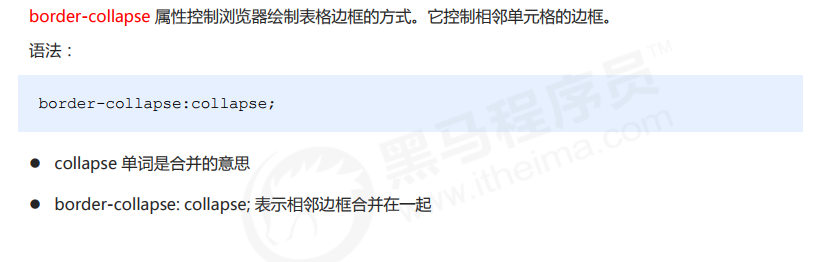 border-collapse 属性控制浏览器绘制表格边框的方式。它控制相邻单元格的边框。
语法：
border-collapse:collapse;
● collapse 单词是合并的意思
● border-collapse: collapse; 表示相邻边框合并在一起
黑马程序员™
www.itheima.com